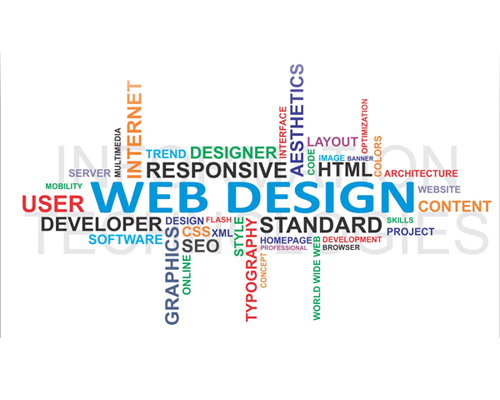 INTERNET
MULTIMEDIA
TREND
DESIGNER
INTERFACE
AESTHETICS
LAYOUT
OPTIMIZATION
COLORS
CODE
IMAGE
BANNER
SERVER
RESPONSIVE
HTML
ARCHITECTURE
MOBILITY
WEB DESIGN
WEBSITE
USER
CONTENT
DEVELOPER
DESIGN
FLASH
STYLE
STANDARD
SKILLS
SOFTWARE
GRAPHICS
CSS
XML
PROJECT
SEO
ONLINE
TYPOGRAPHY
CONCEPT
HOMEPAGE
PROFESSIONAL
WORLD WIDE WEB
DEVELOPMENT
BROWSER